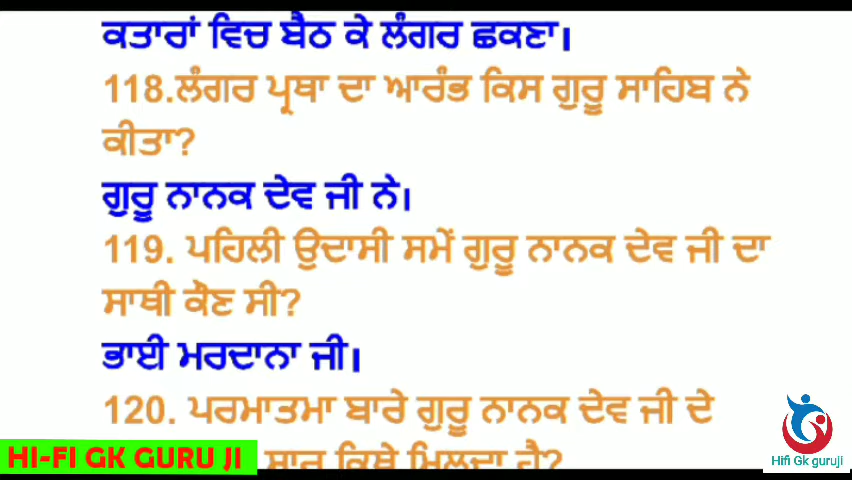 ਕਤਾਰਾਂ ਵਿਚ ਬੈਠ ਕੇ ਲੰਗਰ ਛਕਣਾ।
118.ਲੰਗਰ ਪ੍ਰਥਾ ਦਾ ਆਰੰਭ ਕਿਸ ਗੁਰੂ ਸਾਹਿਬ ਨੇ
ਕੀਤਾ?
ਗੁਰੂ ਨਾਨਕ ਦੇਵ ਜੀ ਨੇ।
119. ਪਹਿਲੀ ਉਦਾਸੀ ਸਮੇਂ ਗੁਰੂ ਨਾਨਕ ਦੇਵ ਜੀ ਦਾ
ਸਾਥੀ ਕੌਣ ਸੀ?
ਭਾਈ ਮਰਦਾਨਾ ਜੀ।
120. ਪਰਮਾਤਮਾ ਬਾਰੇ ਗੁਰੂ ਨਾਨਕ ਦੇਵ ਜੀ ਦੇ
ਸਾਰ ਕਿਥੇ ਮਿਲਦਾ ਹੈ?
HI-FI GK GURU JI
Hifi Gk guruji